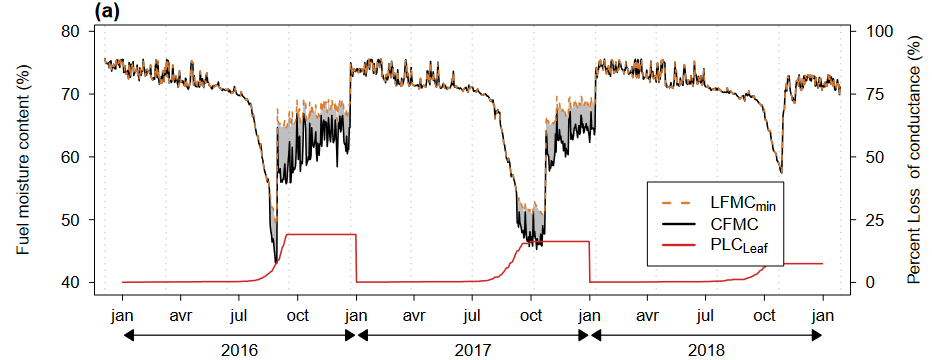 (a)
80
70
60
50
40
Fuel moisture content (%)
100
75
50
25
0
Percent Loss of conductance (%)
LFMCmin
CFMC
PLCLeaf
jan avr jul oct jan avr jul oct jan avr jul oct jan
2016 2017 2018